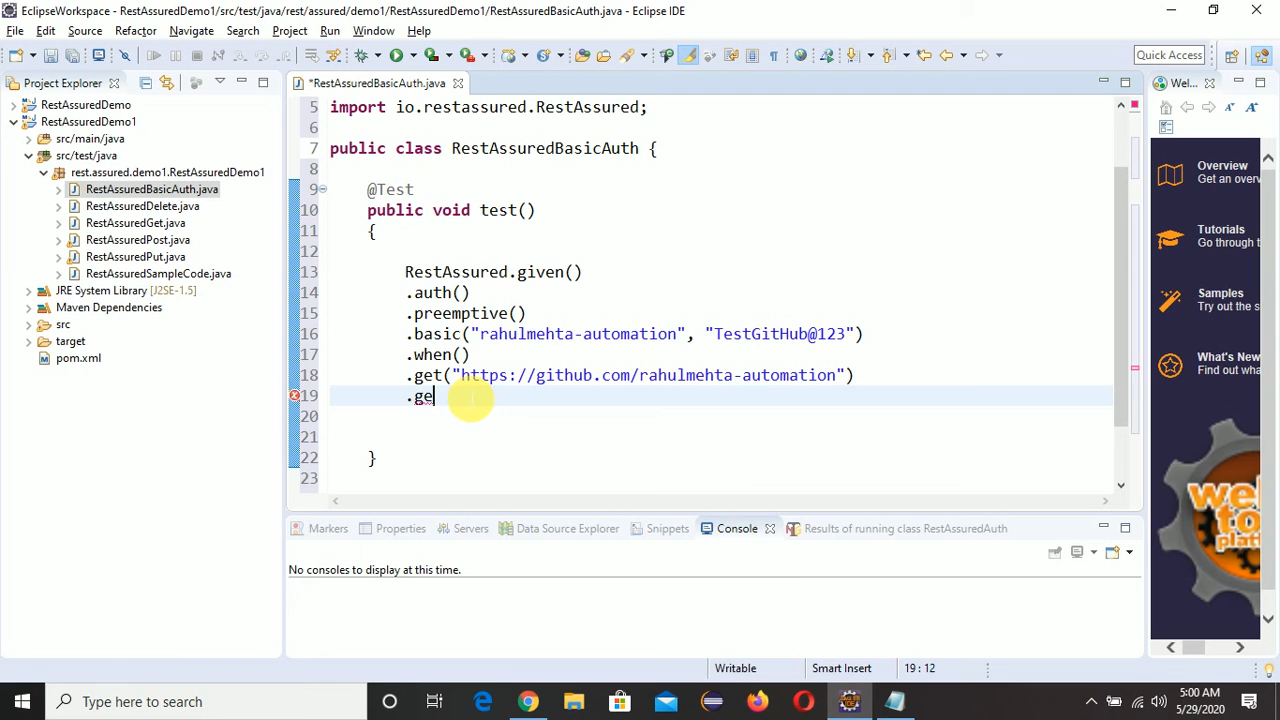 EclipseWorkspace - RestAssuredDemo1/src/test/java/rest/assured/demo1/RestAssuredDemo1/RestAssuredBasicAuth.java - Eclipse IDE
File Edit Source Refactor Navigate Search Project Run Window Help
Quick Access
Project Explorer
*RestAssuredBasicAuth.java
Wel...
RestAssuredDemo
RestAssuredDemo1
src/main/java
src/test/java
rest.assured.demo1.RestAssuredDemo1
RestAssuredBasicAuth.java
RestAssuredDelete.java
RestAssuredGet.java
RestAssuredPost.java
RestAssuredPut.java
RestAssuredSampleCode.java
JRE System Library [J2SE-1.5]
Maven Dependencies
src
target
pom.xml
5 import io.restassured.RestAssured;
6
7 public class RestAssuredBasicAuth {
8
9 @Test
10 public void test()
11 {
12
13 RestAssured.given()
14 .auth()
15 .preemptive()
16 .basic("rahulmehta-automation", "TestGitHub@123")
17 .when()
18 .get("https://github.com/rahulmehta-automation")
19 .ge
20
21
22 }
23
Overview
Get an overv
Tutorials
Go through t
Samples
Try out the s
What's New
Find out wha
Markers Properties Servers Data Source Explorer Snippets Console Results of running class RestAssuredAuth
No consoles to display at this time.
Writable Smart Insert 19 : 12
Type here to search
5:00 AM
5/29/2020